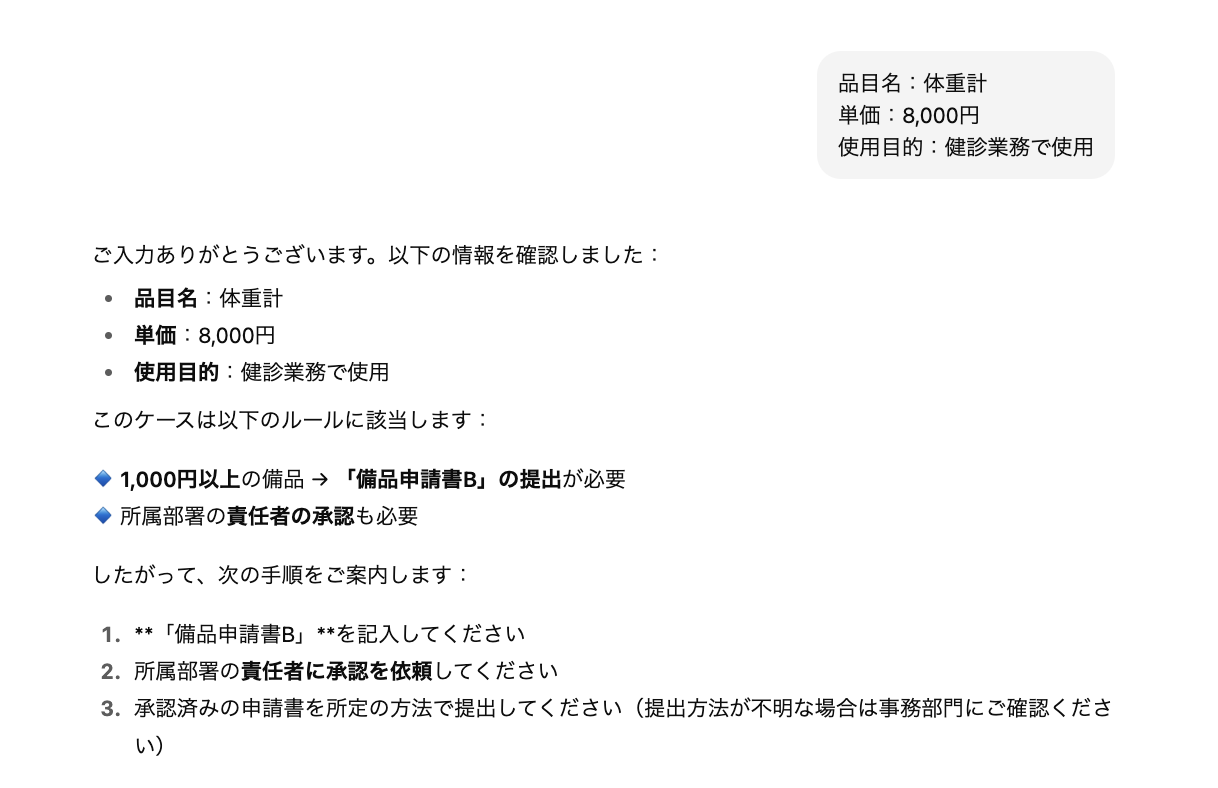 品目名：体重計
単価：8,000円
使用目的：健診業務で使用
ご入力ありがとうございます。以下の情報を確認しました：
• 品目名：体重計
• 単価：8,000円
• 使用目的：健診業務で使用
このケースは以下のルールに該当します：
🔹 1,000円以上の備品 → 「備品申請書B」の提出が必要
🔹 所属部署の責任者の承認も必要
したがって、次の手順をご案内します：
1. **「備品申請書B」**を記入してください
2. 所属部署の責任者に承認を依頼してください
3. 承認済みの申請書を所定の方法で提出してください（提出方法が不明な場合は事務部門にご確認くださ
い）